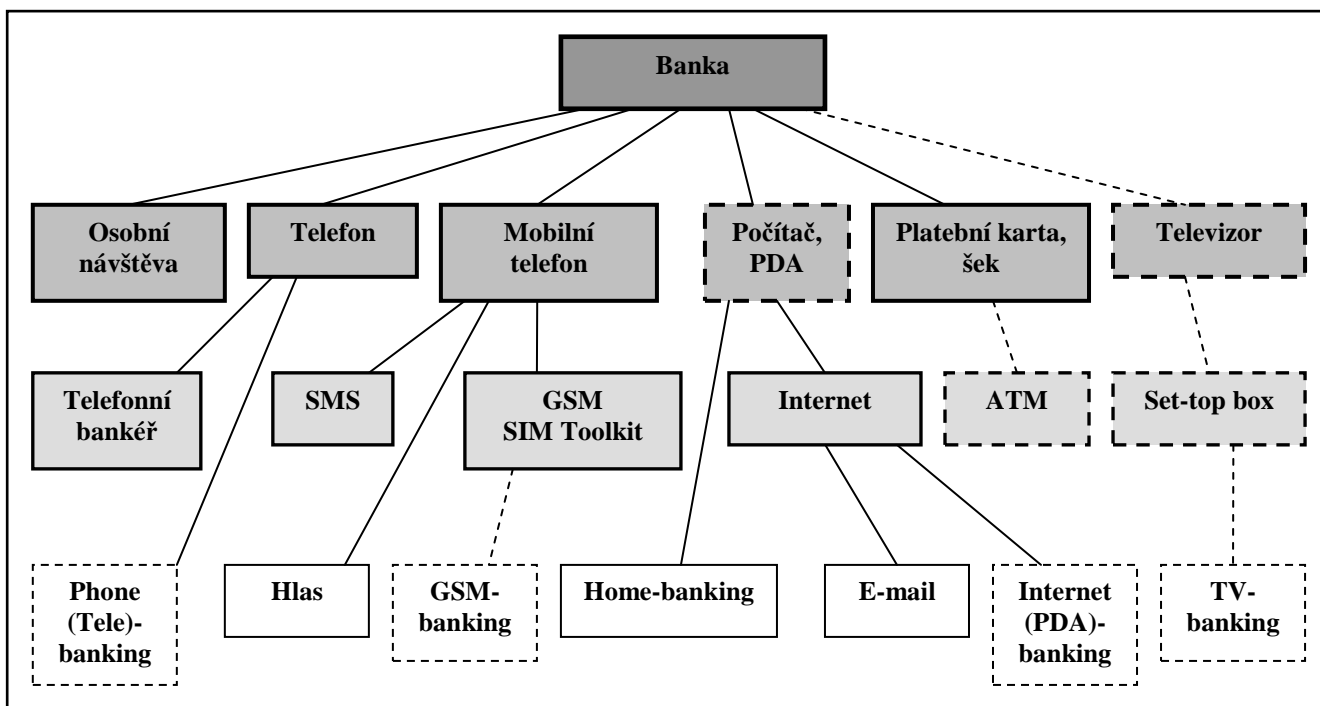 Banka
Osobní
návštěva
Telefon
Mobilní
telefon
Počítač,
PDA
Platební karta,
šek
Televizor
Telefonní
bankéř
SMS
GSM
SIM Toolkit
Internet
ATM
Set-top box
Phone
(Tele)-
banking
Hlas
GSM-
banking
Home-banking
E-mail
Internet
(PDA)-
banking
TV-
banking